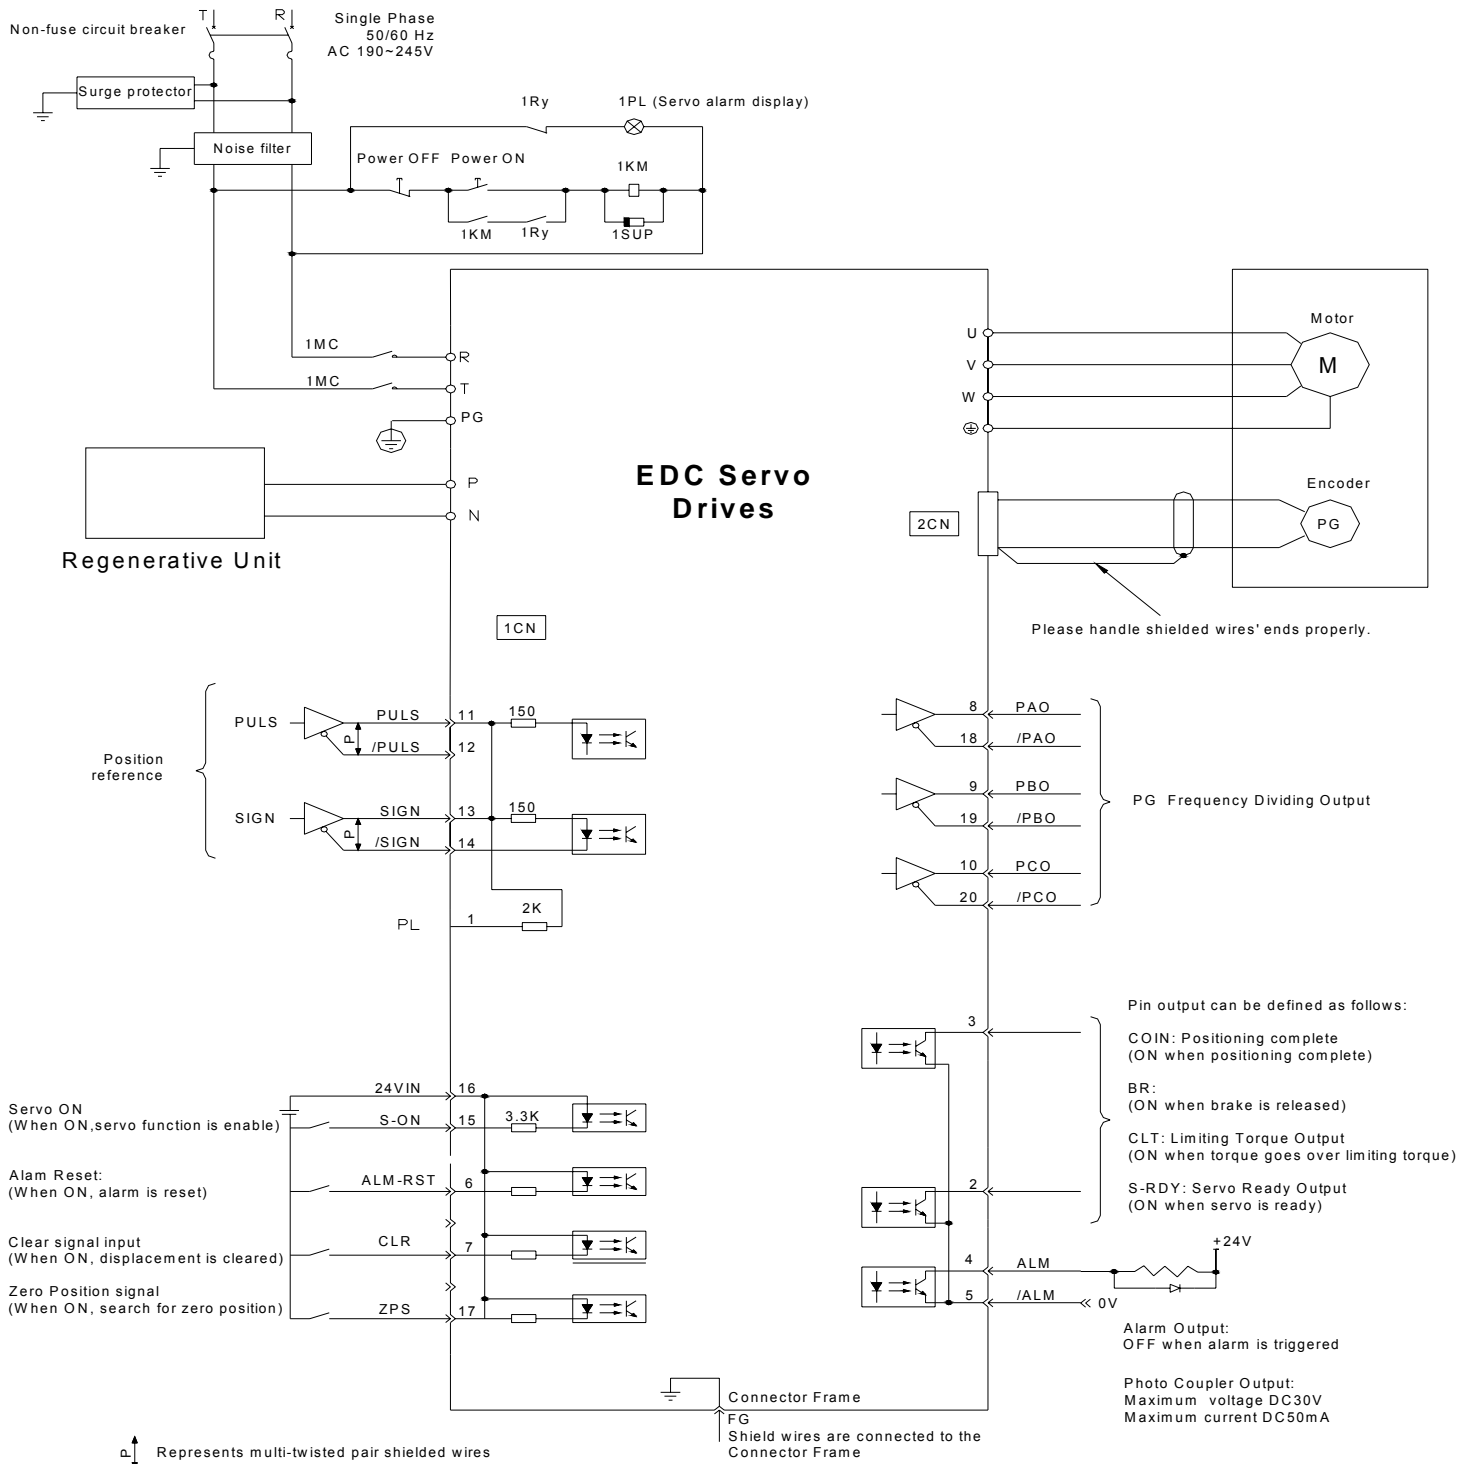 T
R
Non-fuse circuit breaker
Single Phase
50/60 Hz
AC 190~245V
Surge protector
Noise filter
1Ry
1PL (Servo alarm display)
Power OFF
Power ON
1KM
1KM
1Ry
1SUP
1MC
R
1MC
T
PG
P
N
Regenerative Unit
EDC Servo
Drives
U
V
W
Motor
M
Encoder
PG
2CN
Please handle shielded wires' ends properly.
1CN
Position
reference
PULS
P
PULS
11
150
/PULS
12
SIGN
P
SIGN
13
150
/SIGN
14
PL
1
2K
8
PAO
18
/PAO
9
PBO
19
/PBO
10
PCO
20
/PCO
PG Frequency Dividing Output
24VIN
16
Servo ON
(When ON,servo function is enable)
S-ON
15
3.3K
Alam Reset:
(When ON, alarm is reset)
ALM-RST
6
Clear signal input
(When ON, displacement is cleared)
CLR
7
Zero Position signal
(When ON, search for zero position)
ZPS
17
3
2
Pin output can be defined as follows:
COIN: Positioning complete
(ON when positioning complete)
BR:
(ON when brake is released)
CLT: Limiting Torque Output
(ON when torque goes over limiting torque)
S-RDY: Servo Ready Output
(ON when servo is ready)
+24V
4
ALM
5
/ALM
0V
Alarm Output:
OFF when alarm is triggered
Photo Coupler Output:
Maximum voltage DC30V
Maximum current DC50mA
Connector Frame
FG
Shield wires are connected to the
Connector Frame
P
Represents multi-twisted pair shielded wires